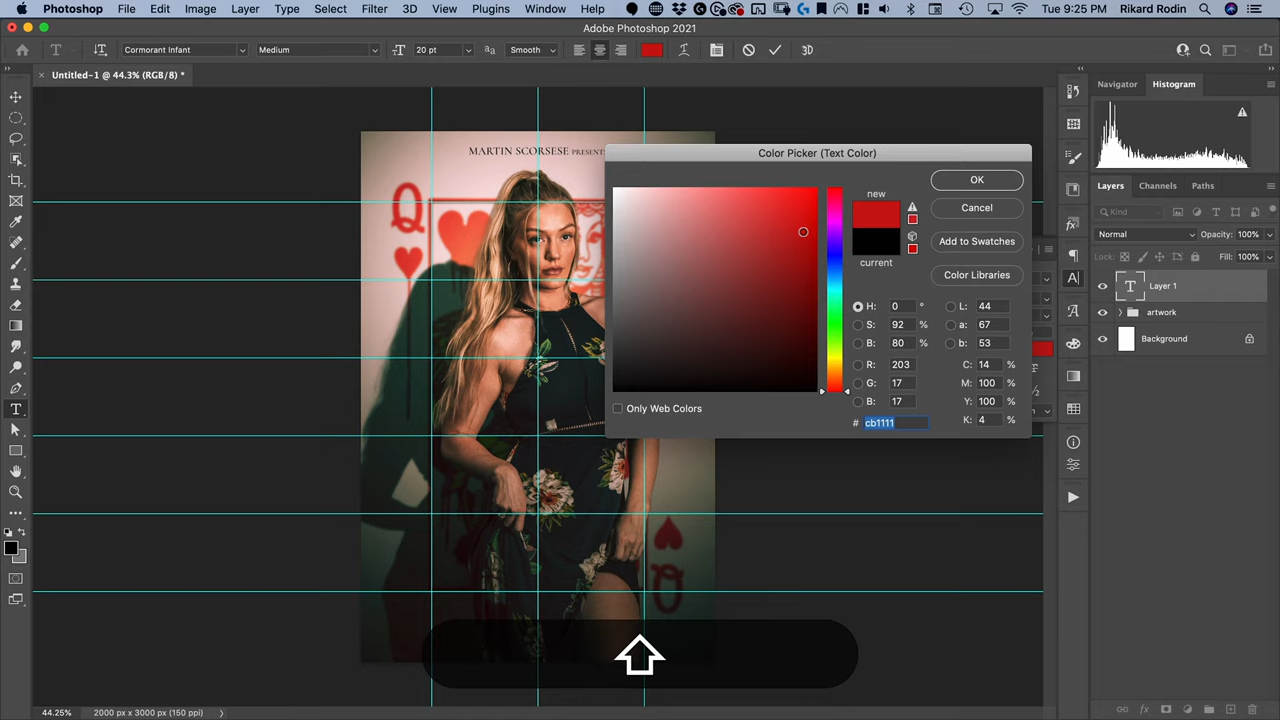 Photoshop File Edit Image Layer Type Select Filter 3D View Plugins Window Help Tue 9:25 PM Rikard Rodin
Adobe Photoshop 2021
T Cormorant Infant Medium 20 pt aa Smooth 3D
× Untitled-1 @ 44.3% (RGB/8) *
Navigator Histogram
MARTIN SCORSESE PRESENTS
Color Picker (Text Color)
new
current
OK
Cancel
Add to Swatches
Color Libraries
H: 0 ° L: 44
S: 92 % a: 67
B: 80 % b: 53
R: 203 C: 14 %
G: 17 M: 100 %
B: 17 Y: 100 %
# cb1111 K: 4 %
Only Web Colors
Layers Channels Paths
Kind
Normal Opacity: 100%
Lock: Fill: 100%
T Layer 1
artwork
Background
Q
Q
44.25% 2000 px x 3000 px (150 ppi)